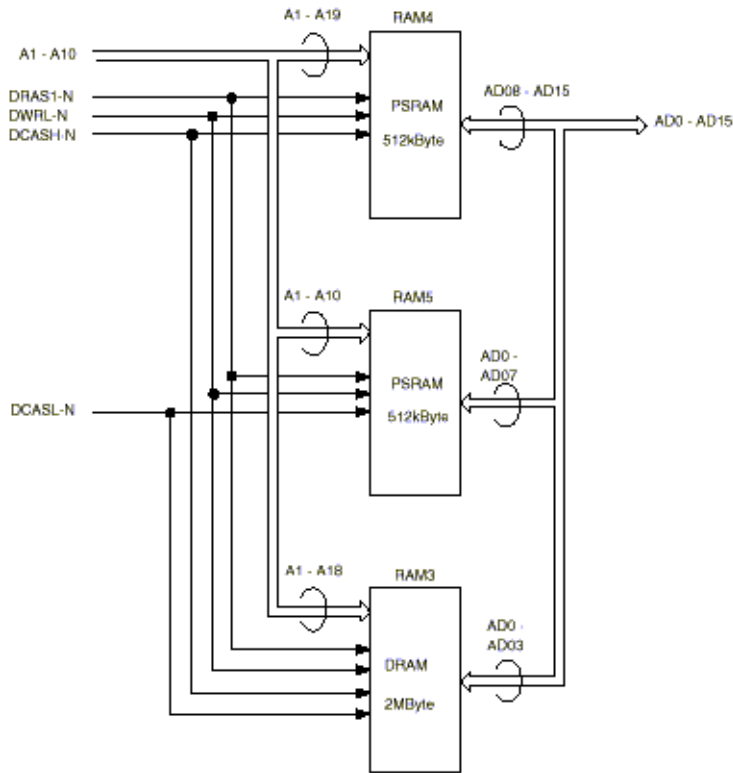 A1 - A19
RAM4
A1 - A10
DRAS1-N
DWRL-N
DCASH-N
PSRAM
512kByte
AD08 - AD15
AD0 - AD15
A1 - A10
RAM5
PSRAM
512kByte
AD0 -
AD07
DCASL-N
A1 - A18
RAM3
DRAM
2MByte
AD0 -
AD03